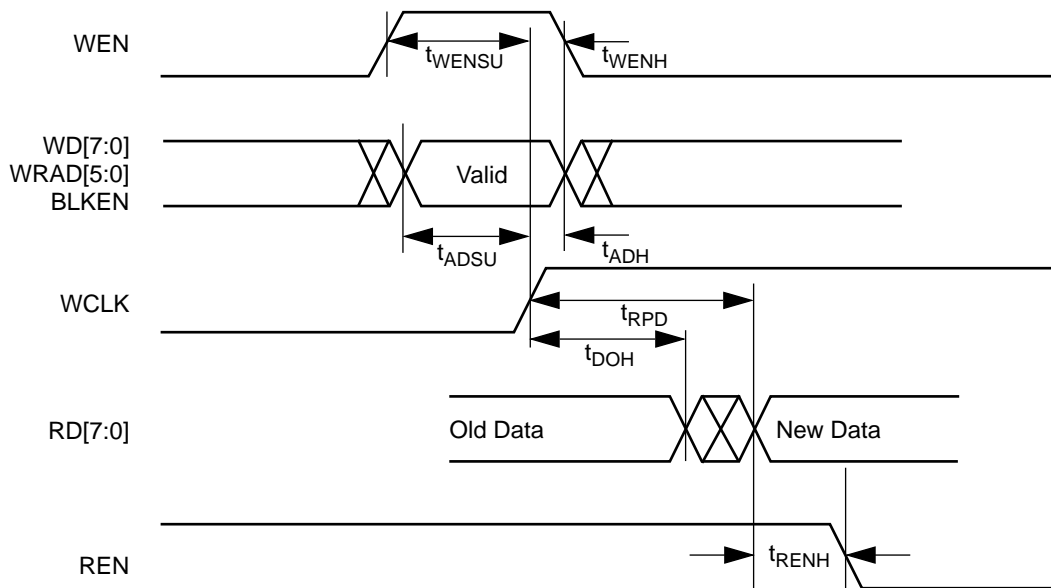 WEN
tWENSU
tWENH
WD[7:0]
WRAD[5:0]
BLKEN
Valid
tADSU
tADH
WCLK
tRPD
tDOH
RD[7:0]
Old Data
New Data
REN
tRENH